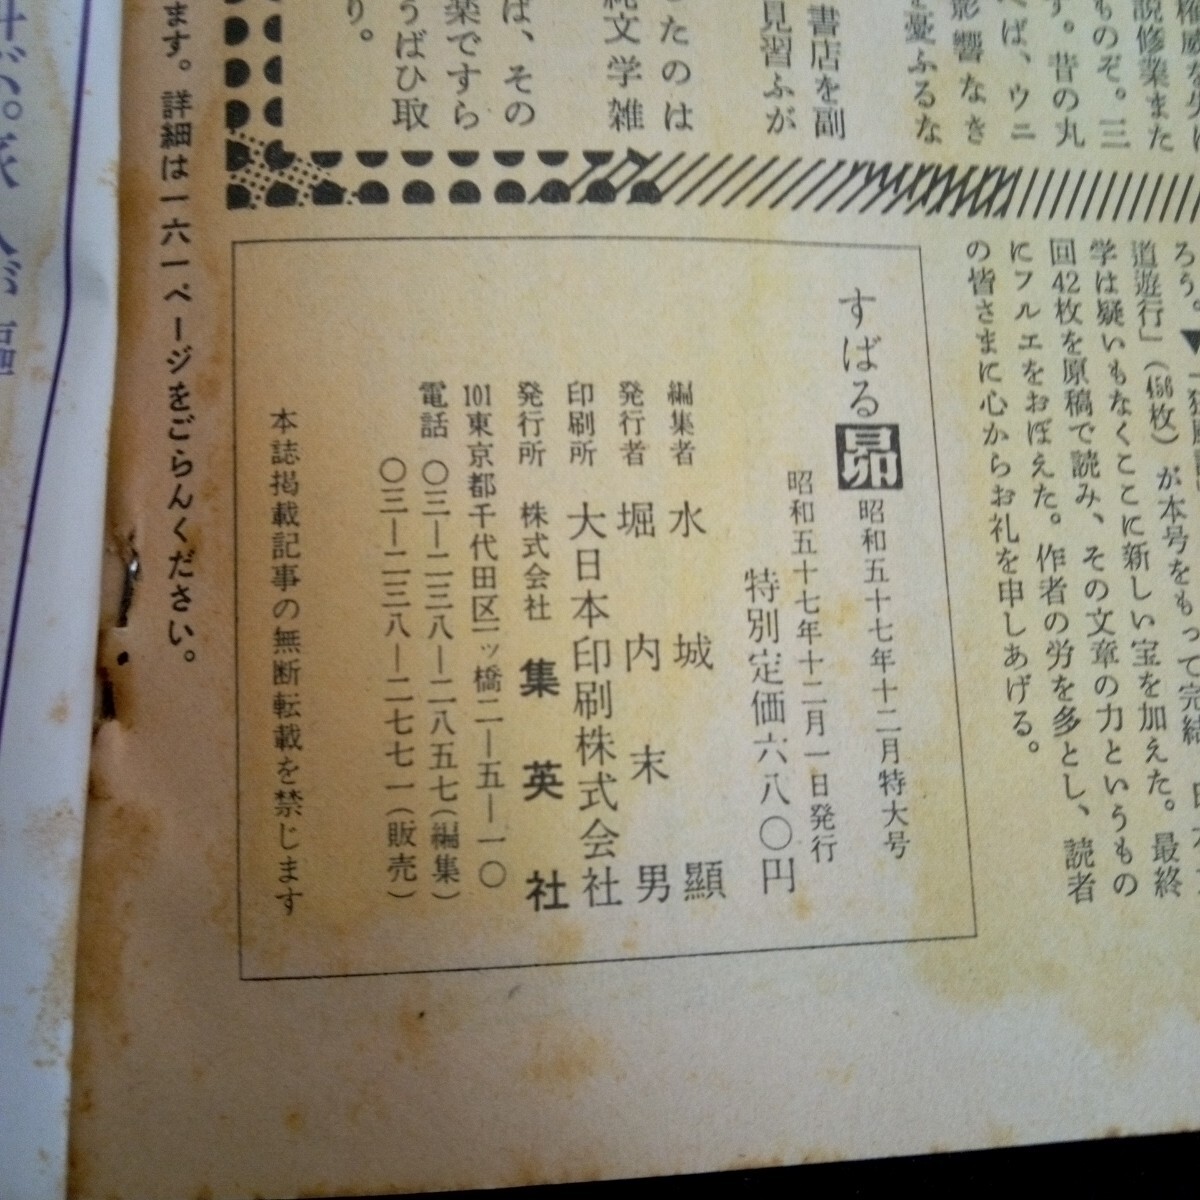 説修業また
ものぞ。三
す。昔の丸
ば、ウニ
影響なき
を憂ふるな
書店を副
見習ふが
したのは
純文学雑
ば、その
楽ですら
うばひ取
り。
ます。詳細は一六一ページをごらんください。
ろう。▼
道遊行」(456枚)が本号をもって完結
学は疑いもなくここに新しい宝を加えた。最終
回42枚を原稿で読み、その文章の力というもの
にフルエをおぼえた。作者の労を多とし、読者
の皆さまに心からお礼を申しあげる。
すばる 昴 昭和五十七年十二月特大号
昭和五十七年十二月一日発行
特別定価六八〇円
編集者 水城顯
発行者 堀内末男
印刷所 大日本印刷株式会社
発行所 株式会社 集英社
101東京都千代田区一ッ橋二―五―一〇
電話 〇三―二三八―二八五七(編集)
〇三―二三八―二七七一(販売)
本誌掲載記事の無断転載を禁じます